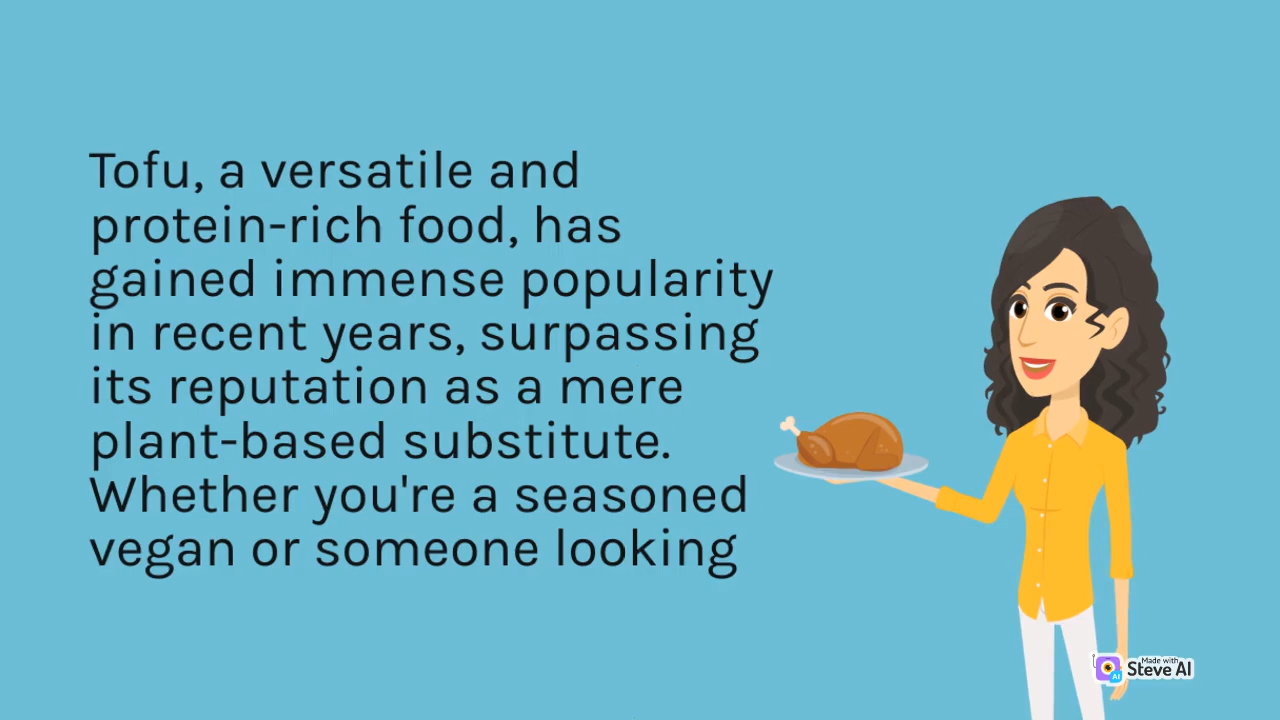 Tofu, a versatile and
protein-rich food, has
gained immense popularity
in recent years, surpassing
its reputation as a mere
plant-based substitute.
Whether you're a seasoned
vegan or someone looking
Made with
Steve AI
AI